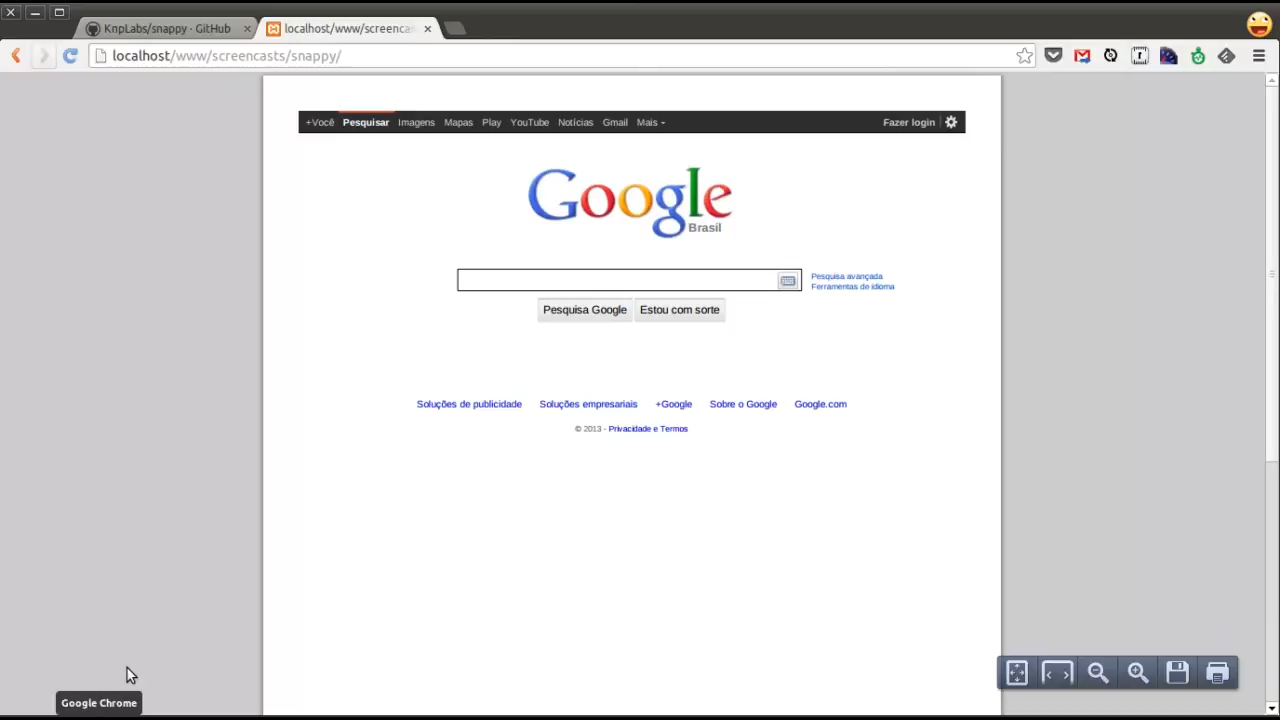 KnpLabs/snappy · GitHub
localhost/www/screenca
localhost/www/screencasts/snappy/
+Você Pesquisar Imagens Mapas Play YouTube Notícias Gmail Mais
Fazer login
Google
Brasil
Pesquisa avançada
Ferramentas de idioma
Pesquisa Google
Estou com sorte
Soluções de publicidade Soluções empresariais +Google Sobre o Google Google.com
© 2013 - Privacidade e Termos
Google Chrome